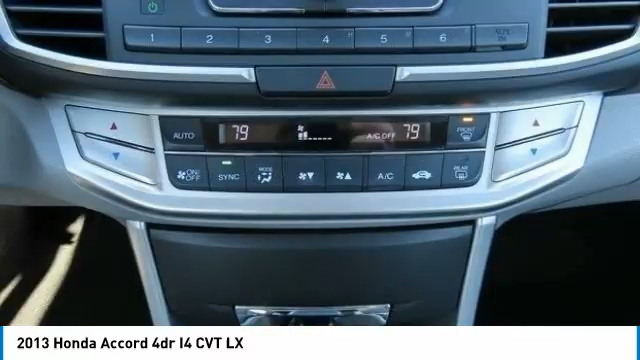 1 2 3 4 5 6
AUTO 79 A/C OFF 79 FRONT
ON/OFF SYNC MODE A/C REAR
2013 Honda Accord 4dr I4 CVT LX